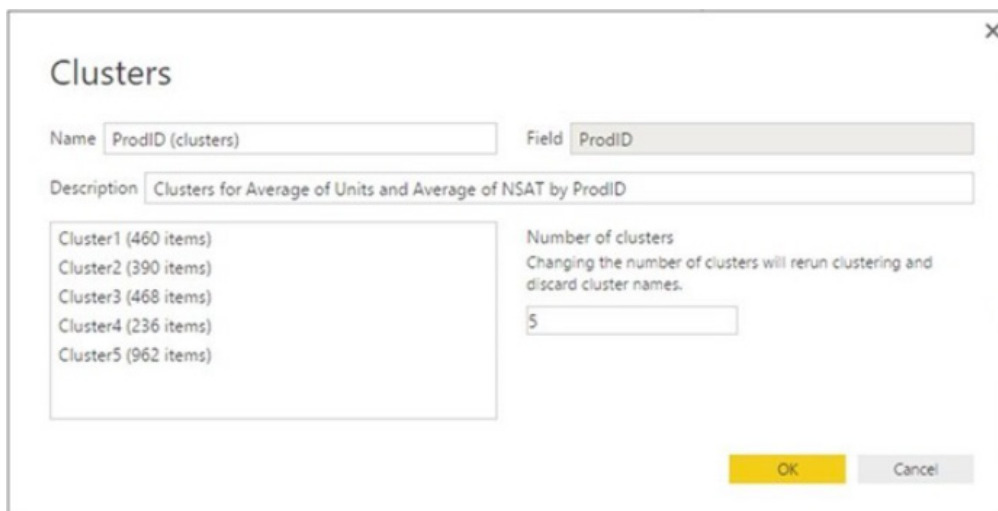 Clusters
Name ProdID (clusters) Field ProdID
Description Clusters for Average of Units and Average of NSAT by ProdID
Cluster1 (460 items)
Cluster2 (390 items)
Cluster3 (468 items)
Cluster4 (236 items)
Cluster5 (962 items)
Number of clusters
Changing the number of clusters will rerun clustering and
discard cluster names.
5
OK Cancel